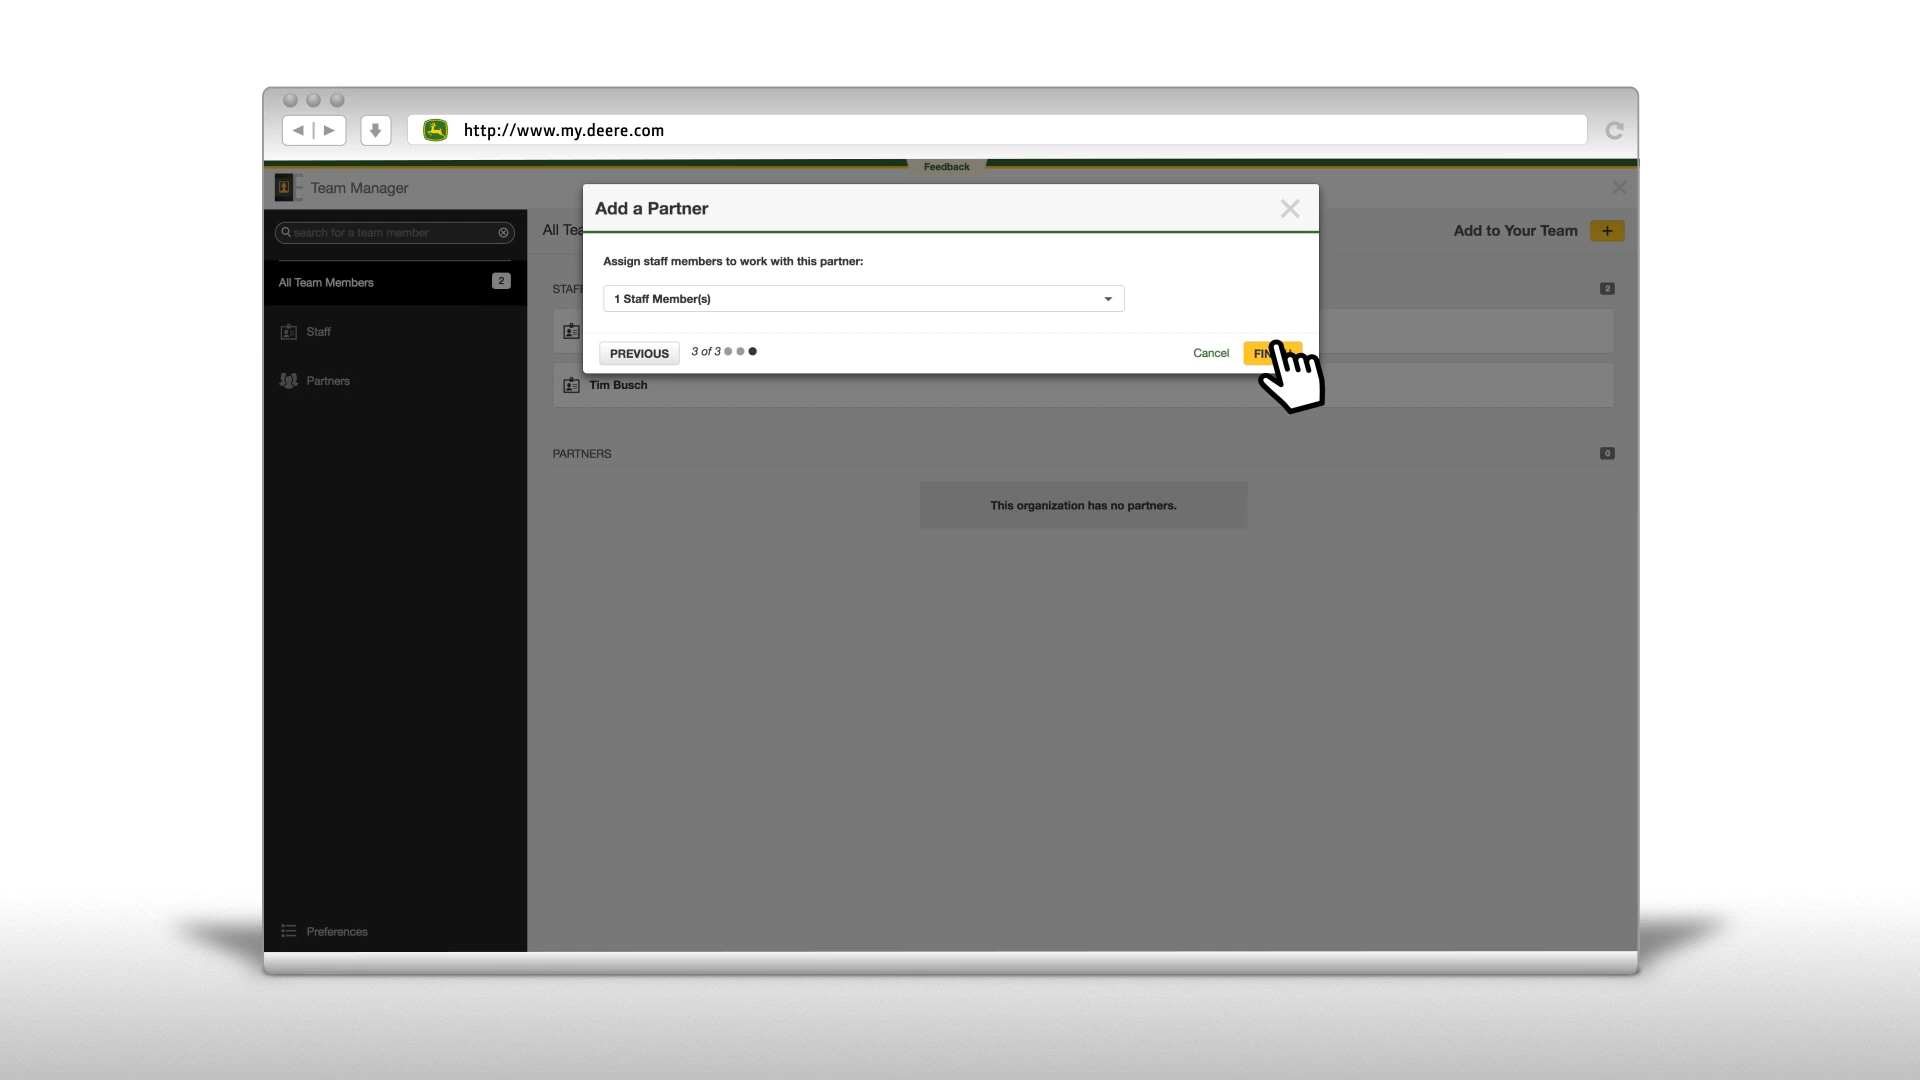 http://www.my.deere.com
Feedback
Team Manager
Add a Partner
search for a team member
All
Add to Your Team +
Assign staff members to work with this partner:
All Team Members 2
2
1 Staff Member(s)
Staff
PREVIOUS 3 of 3 Cancel
Partners
Tim Busch
PARTNERS 0
This organization has no partners.
Preferences